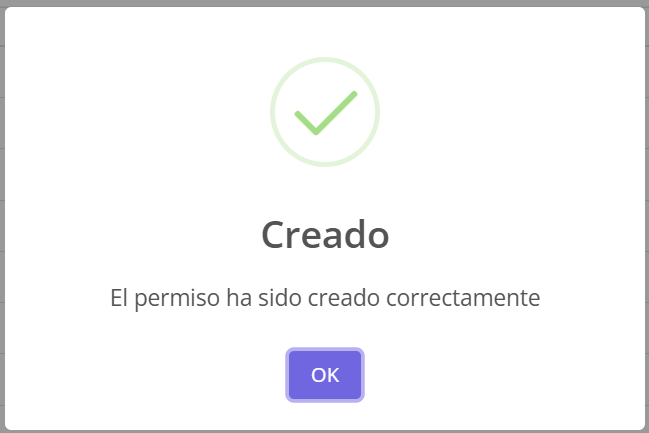 Creado
El permiso ha sido creado correctamente
OK